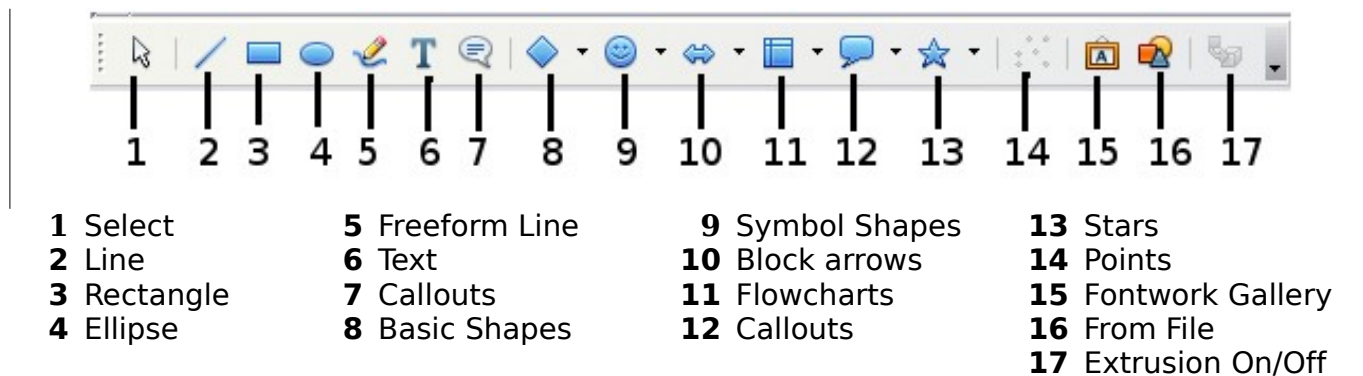 T
A
1 2 3 4 5 6 7 8 9 10 11 12 13 14 15 16 17
1 Select
2 Line
3 Rectangle
4 Ellipse
5 Freeform Line
6 Text
7 Callouts
8 Basic Shapes
9 Symbol Shapes
10 Block arrows
11 Flowcharts
12 Callouts
13 Stars
14 Points
15 Fontwork Gallery
16 From File
17 Extrusion On/Off